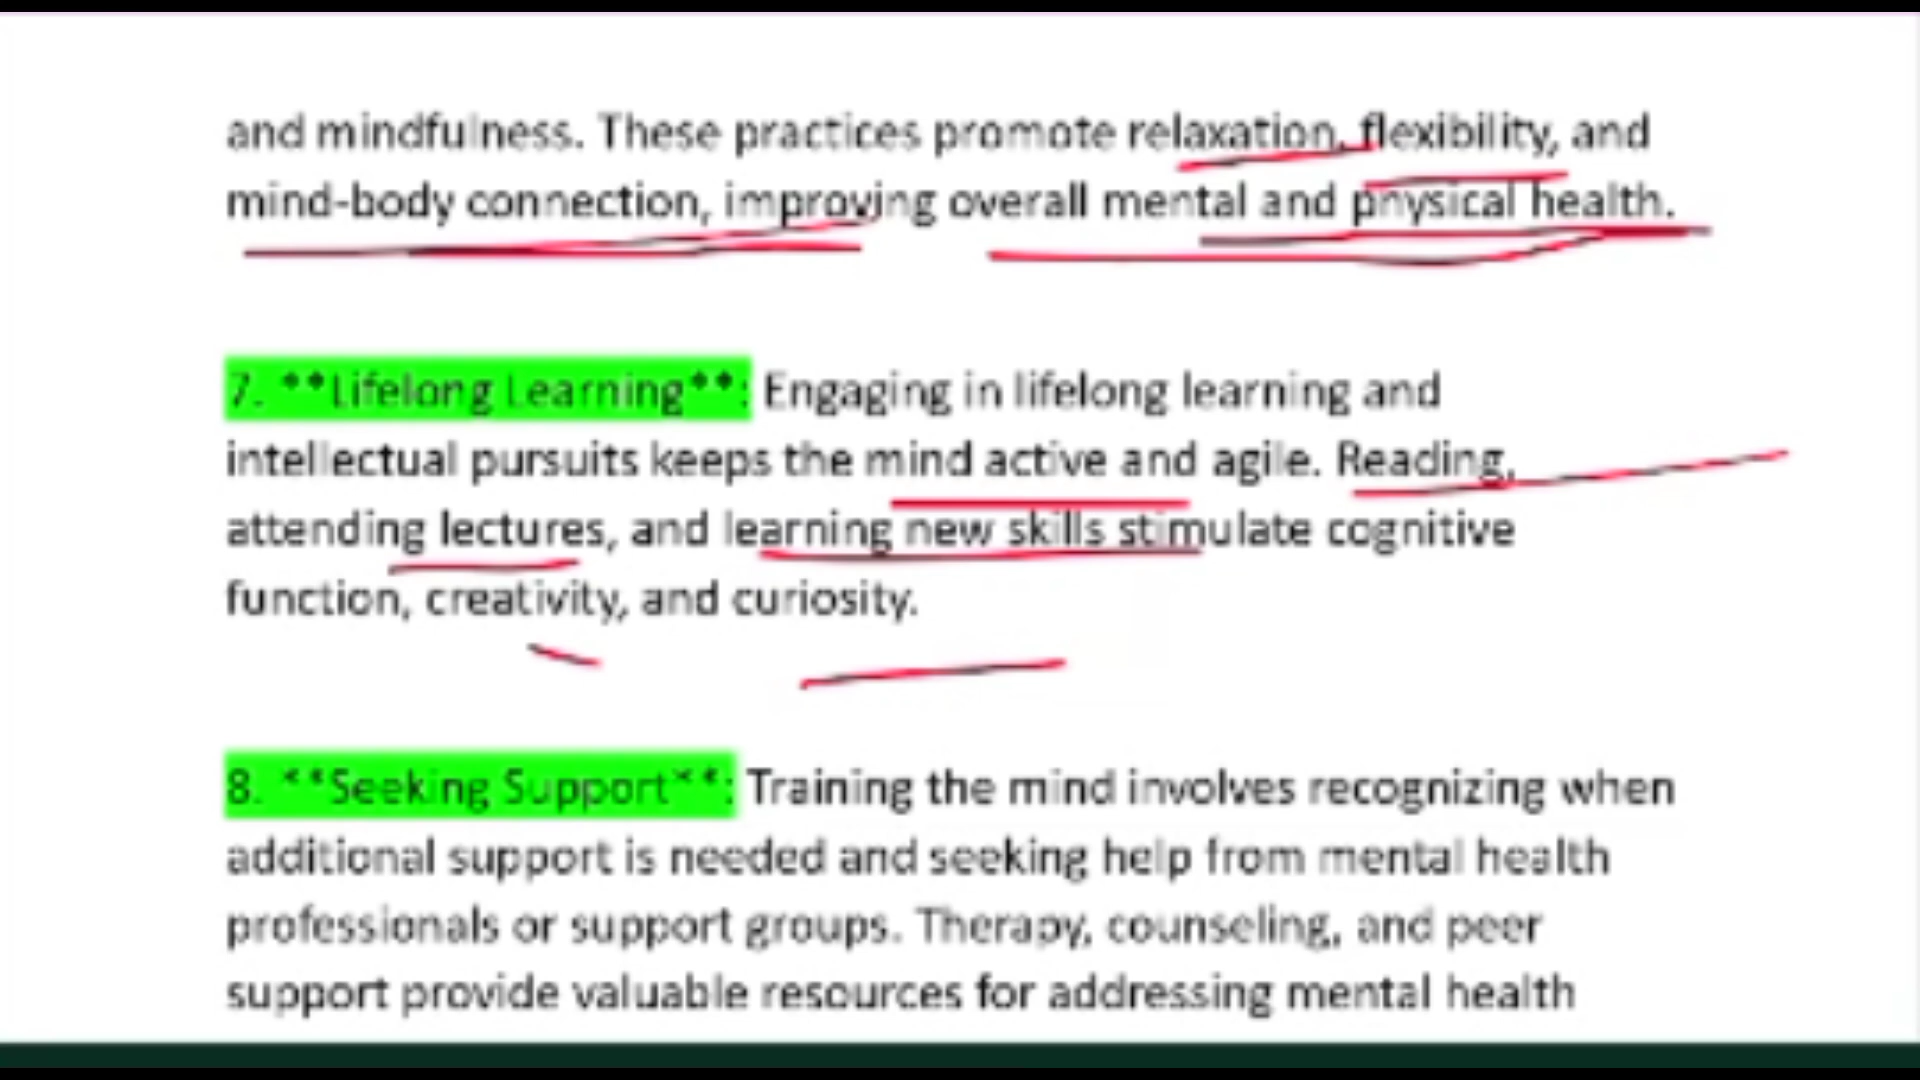 and mindfulness. These practices promote relaxation, flexibility, and
mind-body connection, improving overall mental and physical health.
7. **Lifelong Learning**: Engaging in lifelong learning and
intellectual pursuits keeps the mind active and agile. Reading,
attending lectures, and learning new skills stimulate cognitive
function, creativity, and curiosity.
8. **Seeking Support**: Training the mind involves recognizing when
additional support is needed and seeking help from mental health
professionals or support groups. Therapy, counseling, and peer
support provide valuable resources for addressing mental health